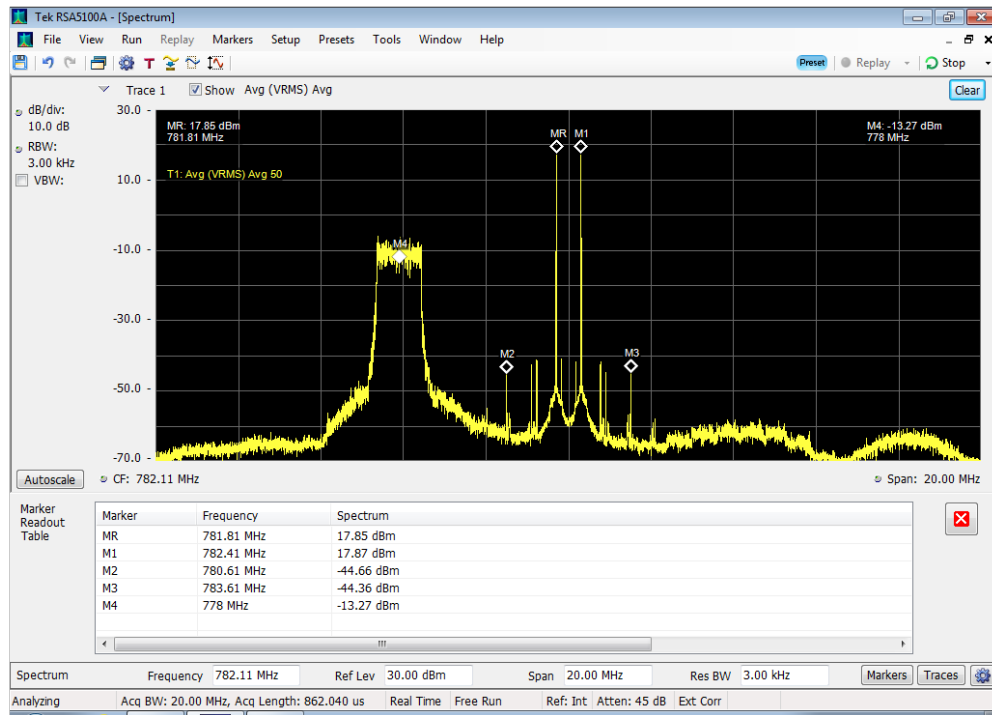 Tek RSA5100A - [Spectrum]
File View Run Replay Markers Setup Presets Tools Window Help
T Preset Replay Stop
Trace 1 Show Avg (VRMS) Avg Clear
dB/div:
10.0 dB
RBW:
3.00 kHz
VBW:
30.0
10.0
-10.0
-30.0
-50.0
-70.0
MR: 17.85 dBm
781.81 MHz
M4: -13.27 dBm
778 MHz
T1: Avg (VRMS) Avg 50
MR M1
M4
M2
M3
Autoscale CF: 782.11 MHz Span: 20.00 MHz
Marker
Readout
Table
Marker Frequency Spectrum
MR 781.81 MHz 17.85 dBm
M1 782.41 MHz 17.87 dBm
M2 780.61 MHz -44.66 dBm
M3 783.61 MHz -44.36 dBm
M4 778 MHz -13.27 dBm
Spectrum Frequency 782.11 MHz Ref Lev 30.00 dBm Span 20.00 MHz Res BW 3.00 kHz Markers Traces
Analyzing Acq BW: 20.00 MHz, Acq Length: 862.040 us Real Time Free Run Ref: Int Atten: 45 dB Ext Corr